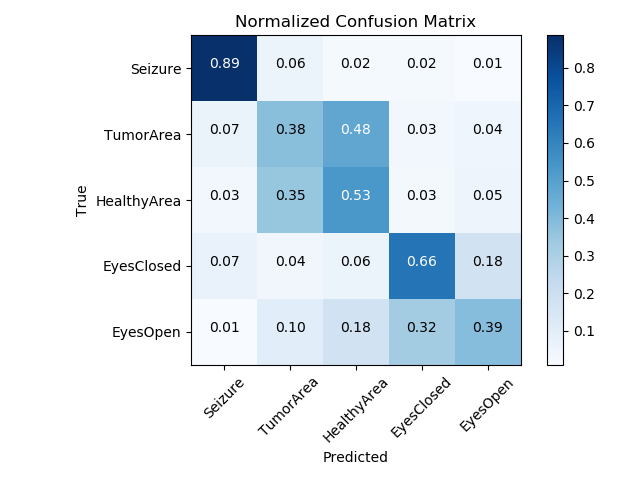 Normalized Confusion Matrix
Seizure 0.89 0.06 0.02 0.02 0.01
TumorArea 0.07 0.38 0.48 0.03 0.04
HealthyArea 0.03 0.35 0.53 0.03 0.05
EyesClosed 0.07 0.04 0.06 0.66 0.18
EyesOpen 0.01 0.10 0.18 0.32 0.39
True
Seizure TumorArea HealthyArea EyesClosed EyesOpen
Predicted
0.8
0.7
0.6
0.5
0.4
0.3
0.2
0.1